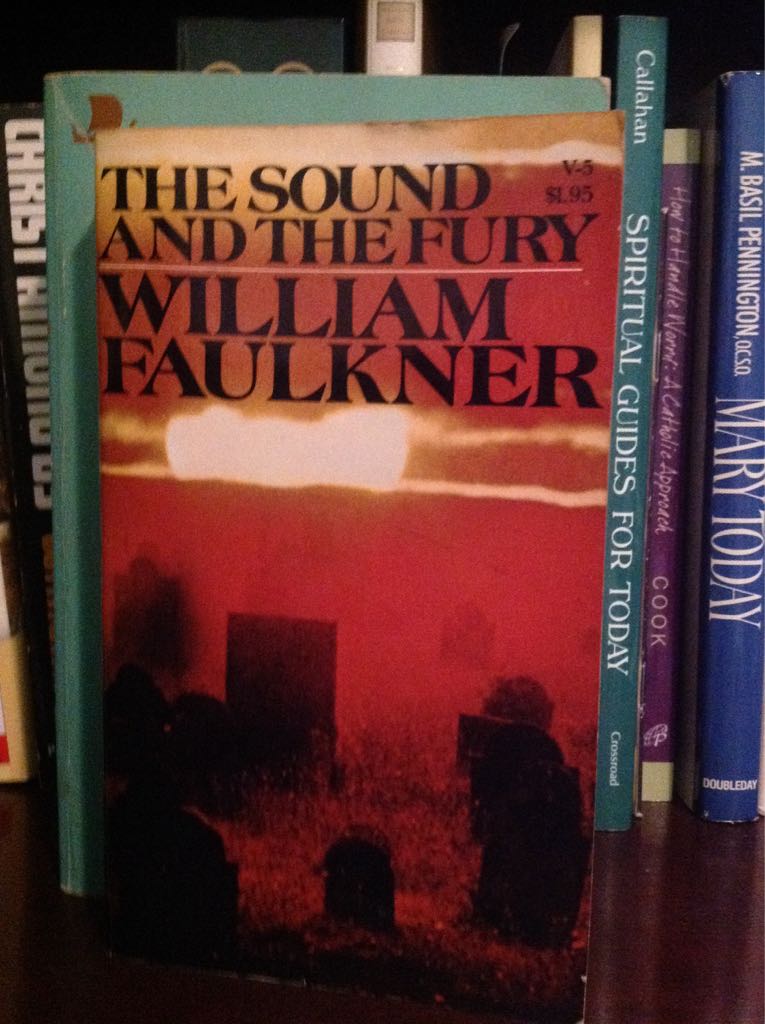 THE SOUND
AND THE FURY
V-5
$1.95
WILLIAM
FAULKNER
CHRIST
Callahan
SPIRITUAL GUIDES FOR TODAY
Crossroad
How to Handle Worry: A Catholic Approach
COOK
M. BASIL PENNINGTON, O.C.S.O.
MARY TODAY
DOUBLEDAY